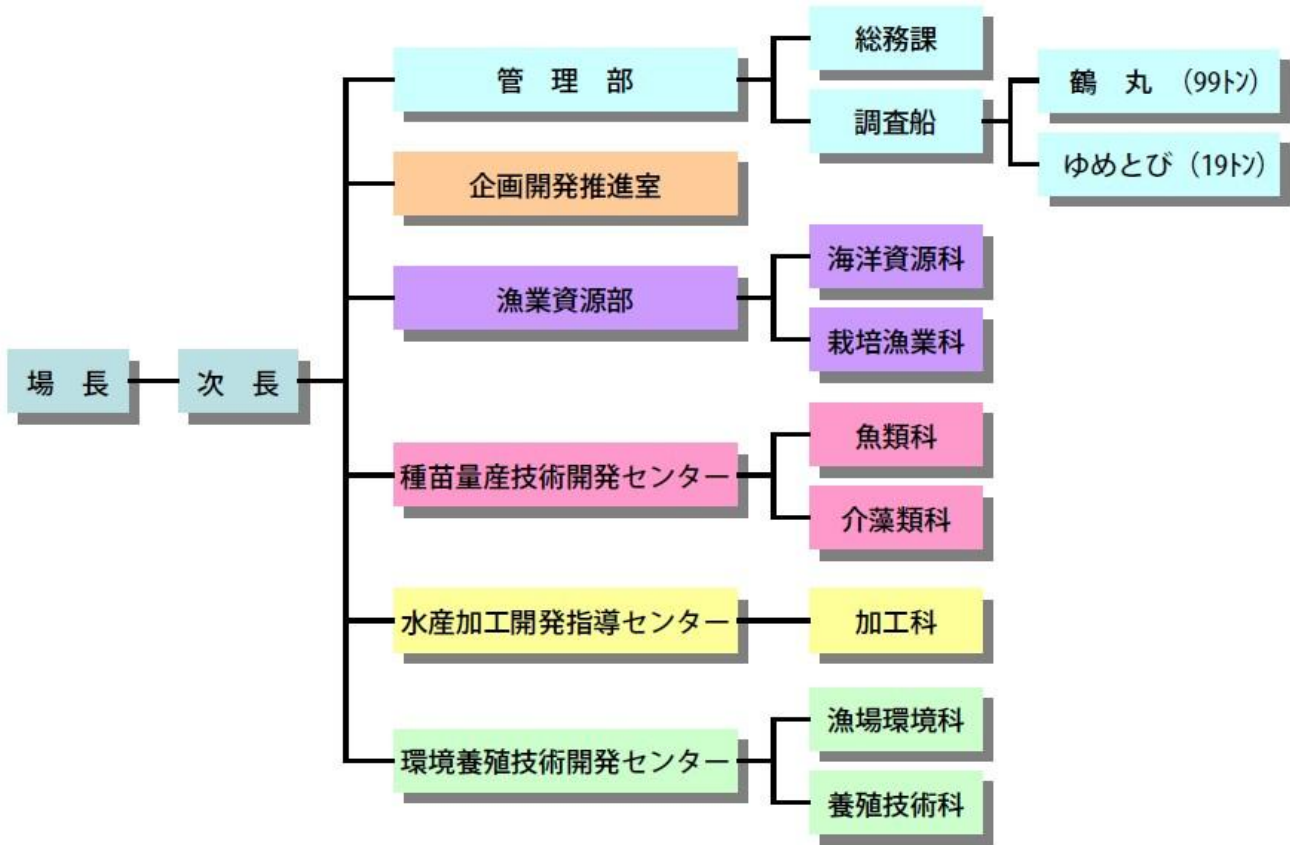 場　長
次　長
管　理　部
総務課
調査船
鶴　丸　（99ﾄﾝ）
ゆめとび（19ﾄﾝ）
企画開発推進室
漁業資源部
海洋資源科
栽培漁業科
種苗量産技術開発センター
魚類科
介藻類科
水産加工開発指導センター
加工科
環境養殖技術開発センター
漁場環境科
養殖技術科